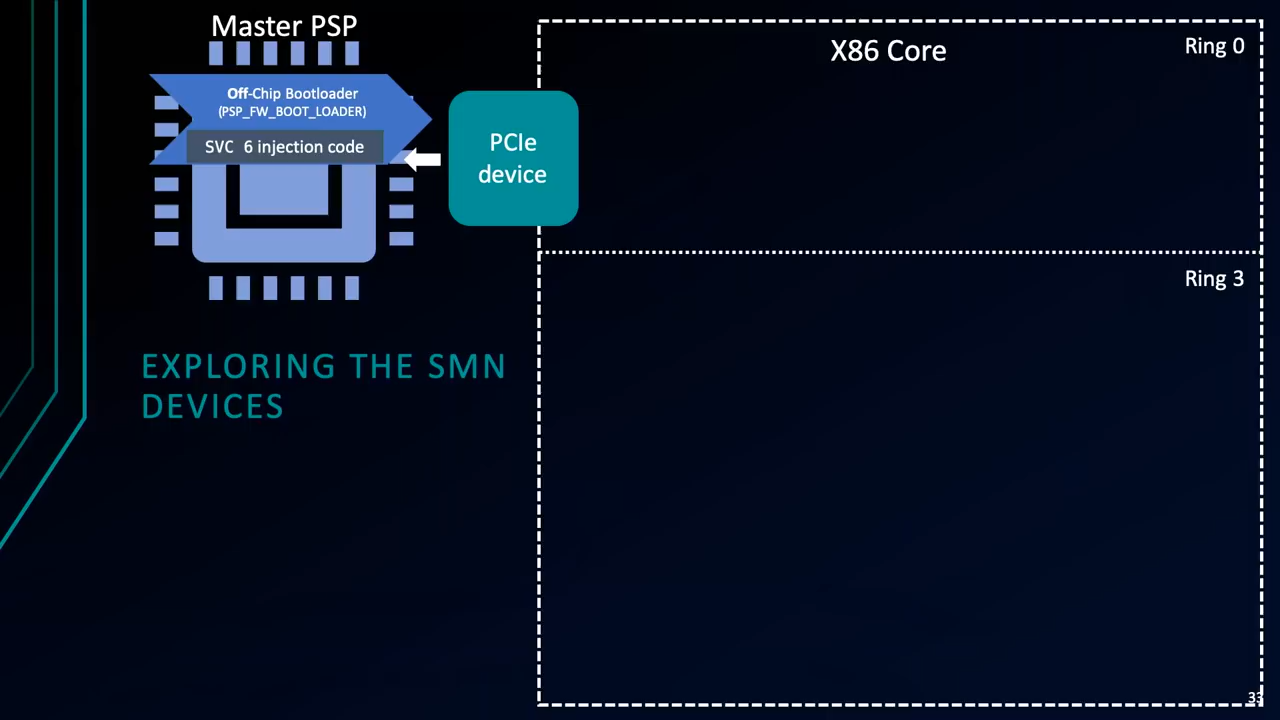 Master PSP
Off-Chip Bootloader
(PSP_FW_BOOT_LOADER)
SVC 6 injection code
PCIe
device
X86 Core
Ring 0
Ring 3
EXPLORING THE SMN
DEVICES
33